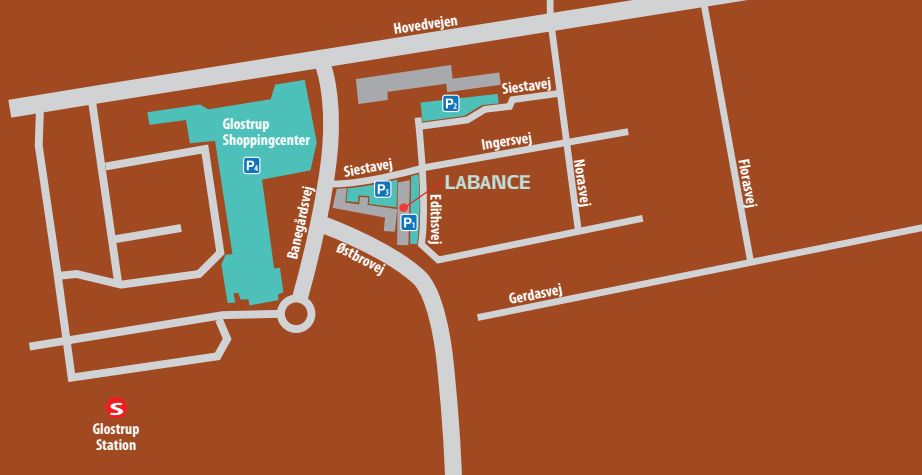 Hovedvejen
Siestavej
P2
Glostrup
Shoppingcenter
P4
Ingersvej
Siestavej
P3
LABANCE
Norasvej
Florasvej
Banegårdsvej
Edithsvej
P1
Østbrovej
Gerdasvej
S
Glostrup
Station